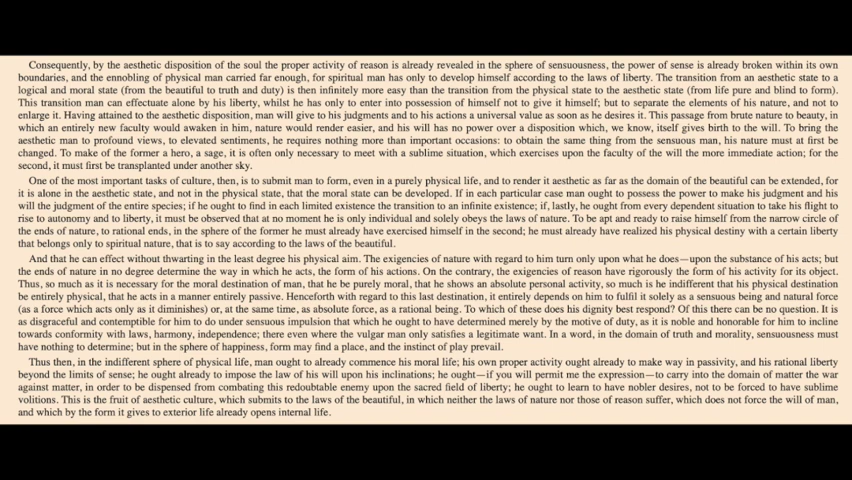 Consequently, by the aesthetic disposition of the soul the proper activity of reason is already revealed in the sphere of sensuousness, the power of sense is already broken within its own
boundaries, and the ennobling of physical man carried far enough, for spiritual man has only to develop himself according to the laws of liberty. The transition from an aesthetic state to a
logical and moral state (from the beautiful to truth and duty) is then infinitely more easy than the transition from the physical state to the aesthetic state (from life pure and blind to form).
This transition man can effectuate alone by his liberty, whilst he has only to enter into possession of himself not to give it himself; but to separate the elements of his nature, and not to
enlarge it. Having attained to the aesthetic disposition, man will give to his judgments and to his actions a universal value as soon as he desires it. This passage from brute nature to beauty, in
which an entirely new faculty would awaken in him, nature would render easier, and his will has no power over a disposition which, we know, itself gives birth to the will. To bring the
aesthetic man to profound views, to elevated sentiments, he requires nothing more than important occasions: to obtain the same thing from the sensuous man, his nature must at first be
changed. To make of the former a hero, a sage, it is often only necessary to meet with a sublime situation, which exercises upon the faculty of the will the more immediate action; for the
second, it must first be transplanted under another sky.
One of the most important tasks of culture, then, is to submit man to form, even in a purely physical life, and to render it aesthetic as far as the domain of the beautiful can be extended, for
it is alone in the aesthetic state, and not in the physical state, that the moral state can be developed. If in each particular case man ought to possess the power to make his judgment and his
will the judgment of the entire species; if he ought to find in each limited existence the transition to an infinite existence; if, lastly, he ought from every dependent situation to take his flight to
rise to autonomy and to liberty, it must be observed that at no moment he is only individual and solely obeys the laws of nature. To be apt and ready to raise himself from the narrow circle of
the ends of nature, to rational ends, in the sphere of the former he must already have exercised himself in the second; he must already have realized his physical destiny with a certain liberty
that belongs only to spiritual nature, that is to say according to the laws of the beautiful.
And that he can effect without thwarting in the least degree his physical aim. The exigencies of nature with regard to him turn only upon what he does—upon the substance of his acts; but
the ends of nature in no degree determine the way in which he acts, the form of his actions. On the contrary, the exigencies of reason have rigorously the form of his activity for its object.
Thus, so much as it is necessary for the moral destination of man, that he be purely moral, that he shows an absolute personal activity, so much is he indifferent that his physical destination
be entirely physical, that he acts in a manner entirely passive. Henceforth with regard to this last destination, it entirely depends on him to fulfil it solely as a sensuous being and natural force
(as a force which acts only as it diminishes) or, at the same time, as absolute force, as a rational being. To which of these does his dignity best respond? Of this there can be no question. It is
as disgraceful and contemptible for him to do under sensuous impulsion that which he ought to have determined merely by the motive of duty, as it is noble and honorable for him to incline
towards conformity with laws, harmony, independence; there even where the vulgar man only satisfies a legitimate want. In a word, in the domain of truth and morality, sensuousness must
have nothing to determine; but in the sphere of happiness, form may find a place, and the instinct of play prevail.
Thus then, in the indifferent sphere of physical life, man ought to already commence his moral life; his own proper activity ought already to make way in passivity, and his rational liberty
beyond the limits of sense; he ought already to impose the law of his will upon his inclinations; he ought—if you will permit me the expression—to carry into the domain of matter the war
against matter, in order to be dispensed from combating this redoubtable enemy upon the sacred field of liberty; he ought to learn to have nobler desires, not to be forced to have sublime
volitions. This is the fruit of aesthetic culture, which submits to the laws of the beautiful, in which neither the laws of nature nor those of reason suffer, which does not force the will of man,
and which by the form it gives to exterior life already opens internal life.